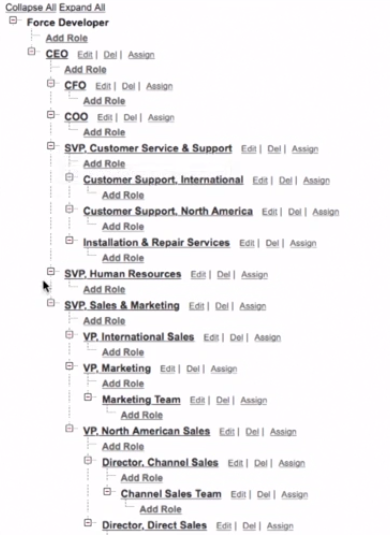 Collapse All Expand All
Force Developer
Add Role
CEO Edit | Del | Assign
Add Role
CFO Edit | Del | Assign
Add Role
COO Edit | Del | Assign
Add Role
SVP, Customer Service & Support Edit | Del | Assign
Add Role
Customer Support, International Edit | Del | Assign
Add Role
Customer Support, North America Edit | Del | Assign
Add Role
Installation & Repair Services Edit | Del | Assign
Add Role
SVP, Human Resources Edit | Del | Assign
Add Role
SVP, Sales & Marketing Edit | Del | Assign
Add Role
VP, International Sales Edit | Del | Assign
Add Role
VP, Marketing Edit | Del | Assign
Add Role
Marketing Team Edit | Del | Assign
Add Role
VP, North American Sales Edit | Del | Assign
Add Role
Director, Channel Sales Edit | Del | Assign
Add Role
Channel Sales Team Edit | Del | Assign
Add Role
Director, Direct Sales Edit | Del | Assign